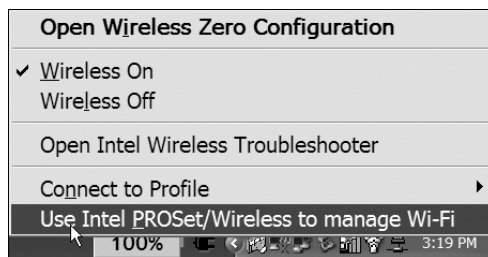 Open Wireless Zero Configuration
Wireless On
Wireless Off
Open Intel Wireless Troubleshooter
Connect to Profile
Use Intel PROSet/Wireless to manage Wi-Fi
100% 3:19 PM